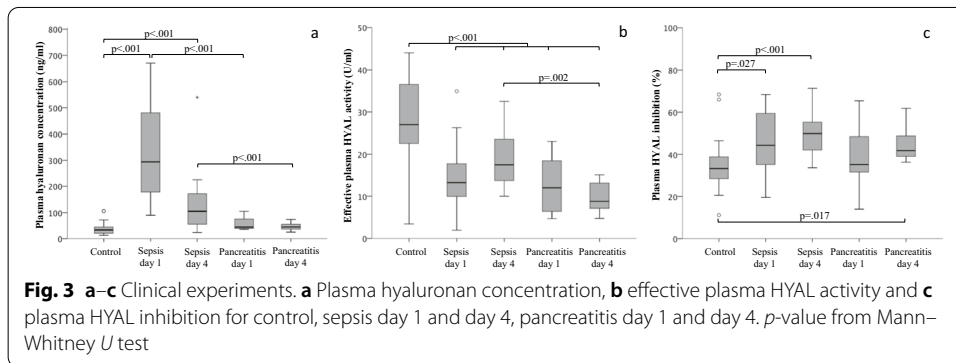 a
p<.001
p<.001
p<.001
p<.001
Plasma hyaluronan concentration (ng/ml)
800
700
600
500
400
300
200
100
0
Control
Sepsis
day 1
Sepsis
day 4
Pancreatitis
day 1
Pancreatitis
day 4
b
p<.001
p=.002
Effective plasma HYAL activity (U/ml)
50
40
30
20
10
0
Control
Sepsis
day 1
Sepsis
day 4
Pancreatitis
day 1
Pancreatitis
day 4
c
p<.001
p=.027
p=.017
Plasma HYAL inhibition (%)
100
80
60
40
20
0
Control
Sepsis
day 1
Sepsis
day 4
Pancreatitis
day 1
Pancreatitis
day 4
Fig. 3 a–c Clinical experiments. a Plasma hyaluronan concentration, b effective plasma HYAL activity and c
plasma HYAL inhibition for control, sepsis day 1 and day 4, pancreatitis day 1 and day 4. p-value from Mann–
Whitney U test